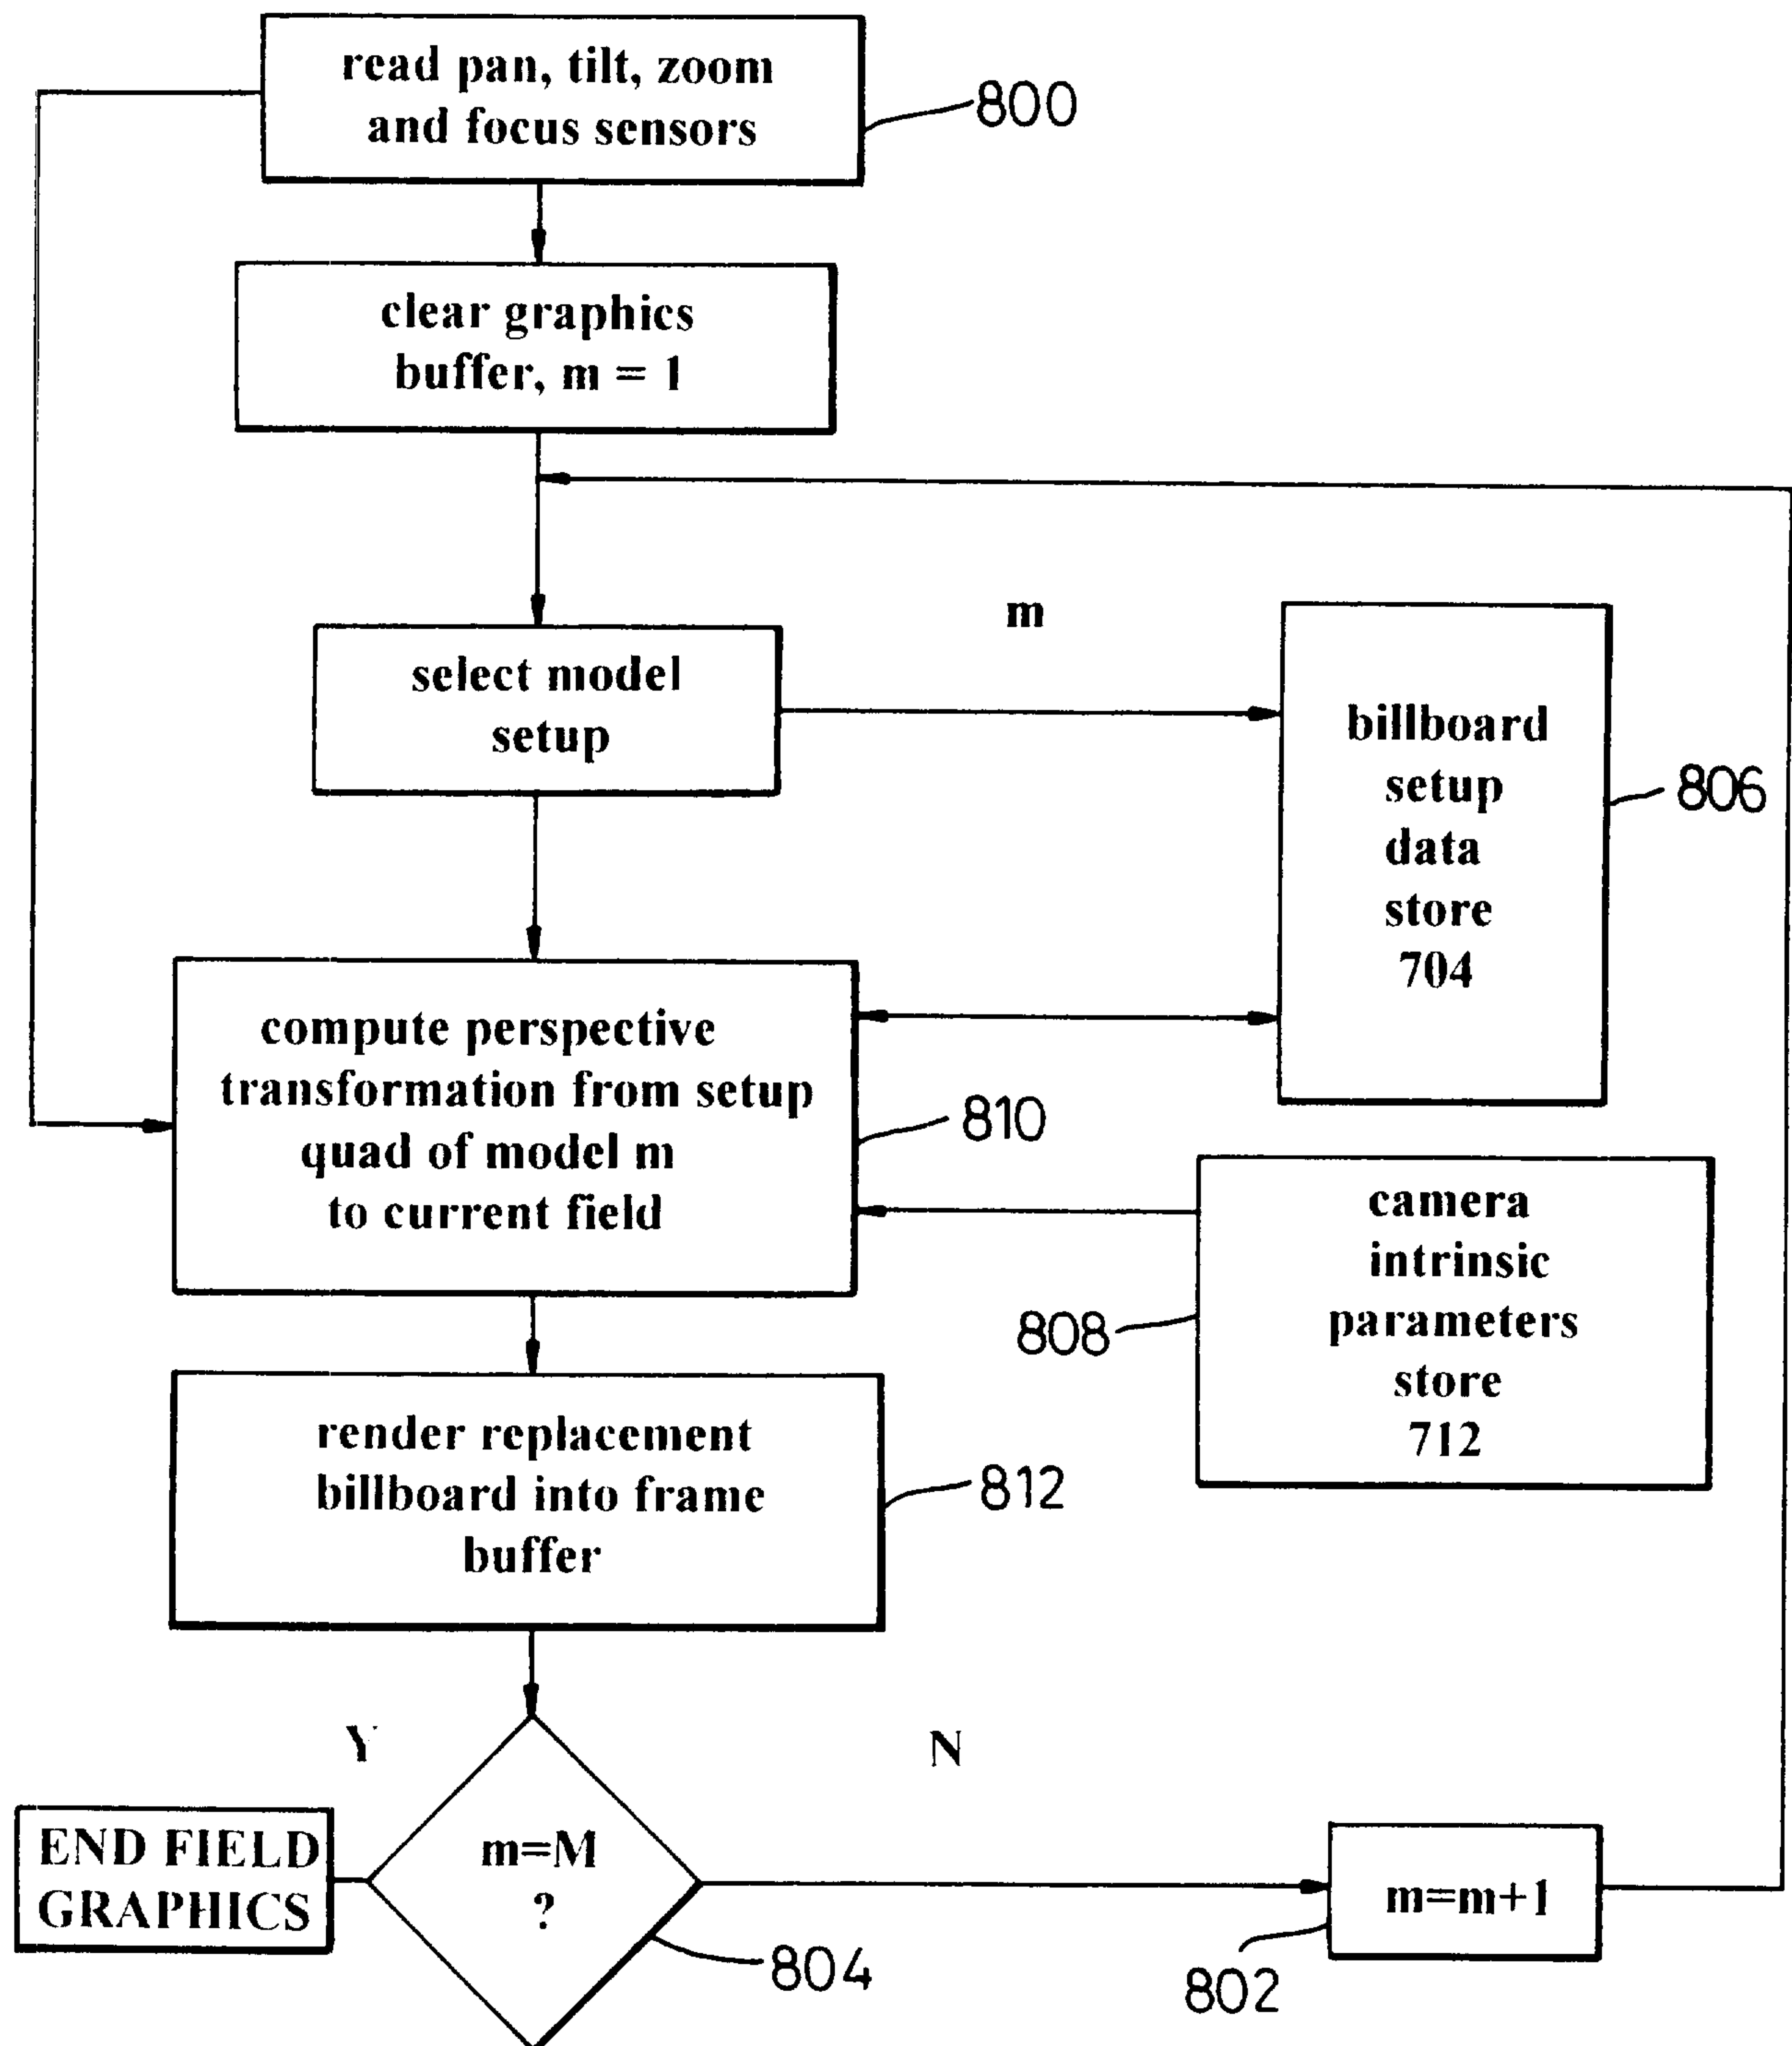 read pan, tilt, zoom
and focus sensors
800
clear graphics
buffer, m = 1
m
select model
setup
billboard
setup
data
store
704
806
compute perspective
transformation from setup
quad of model m
to current field
810
camera
intrinsic
parameters
store
712
808
render replacement
billboard into frame
buffer
812
Y
N
END FIELD
GRAPHICS
m=M
?
804
m=m+1
802